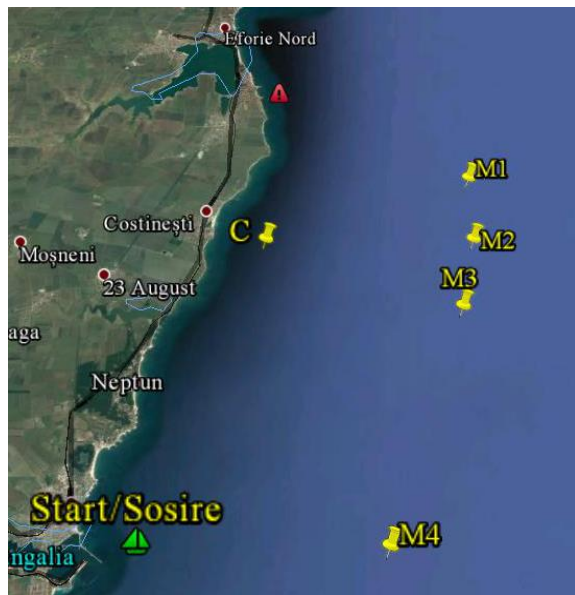 Eforie Nord
M1
Costinești
C
M2
Moșneni
23 August
M3
aga
Neptun
Start/Sosire
M4
ngalia